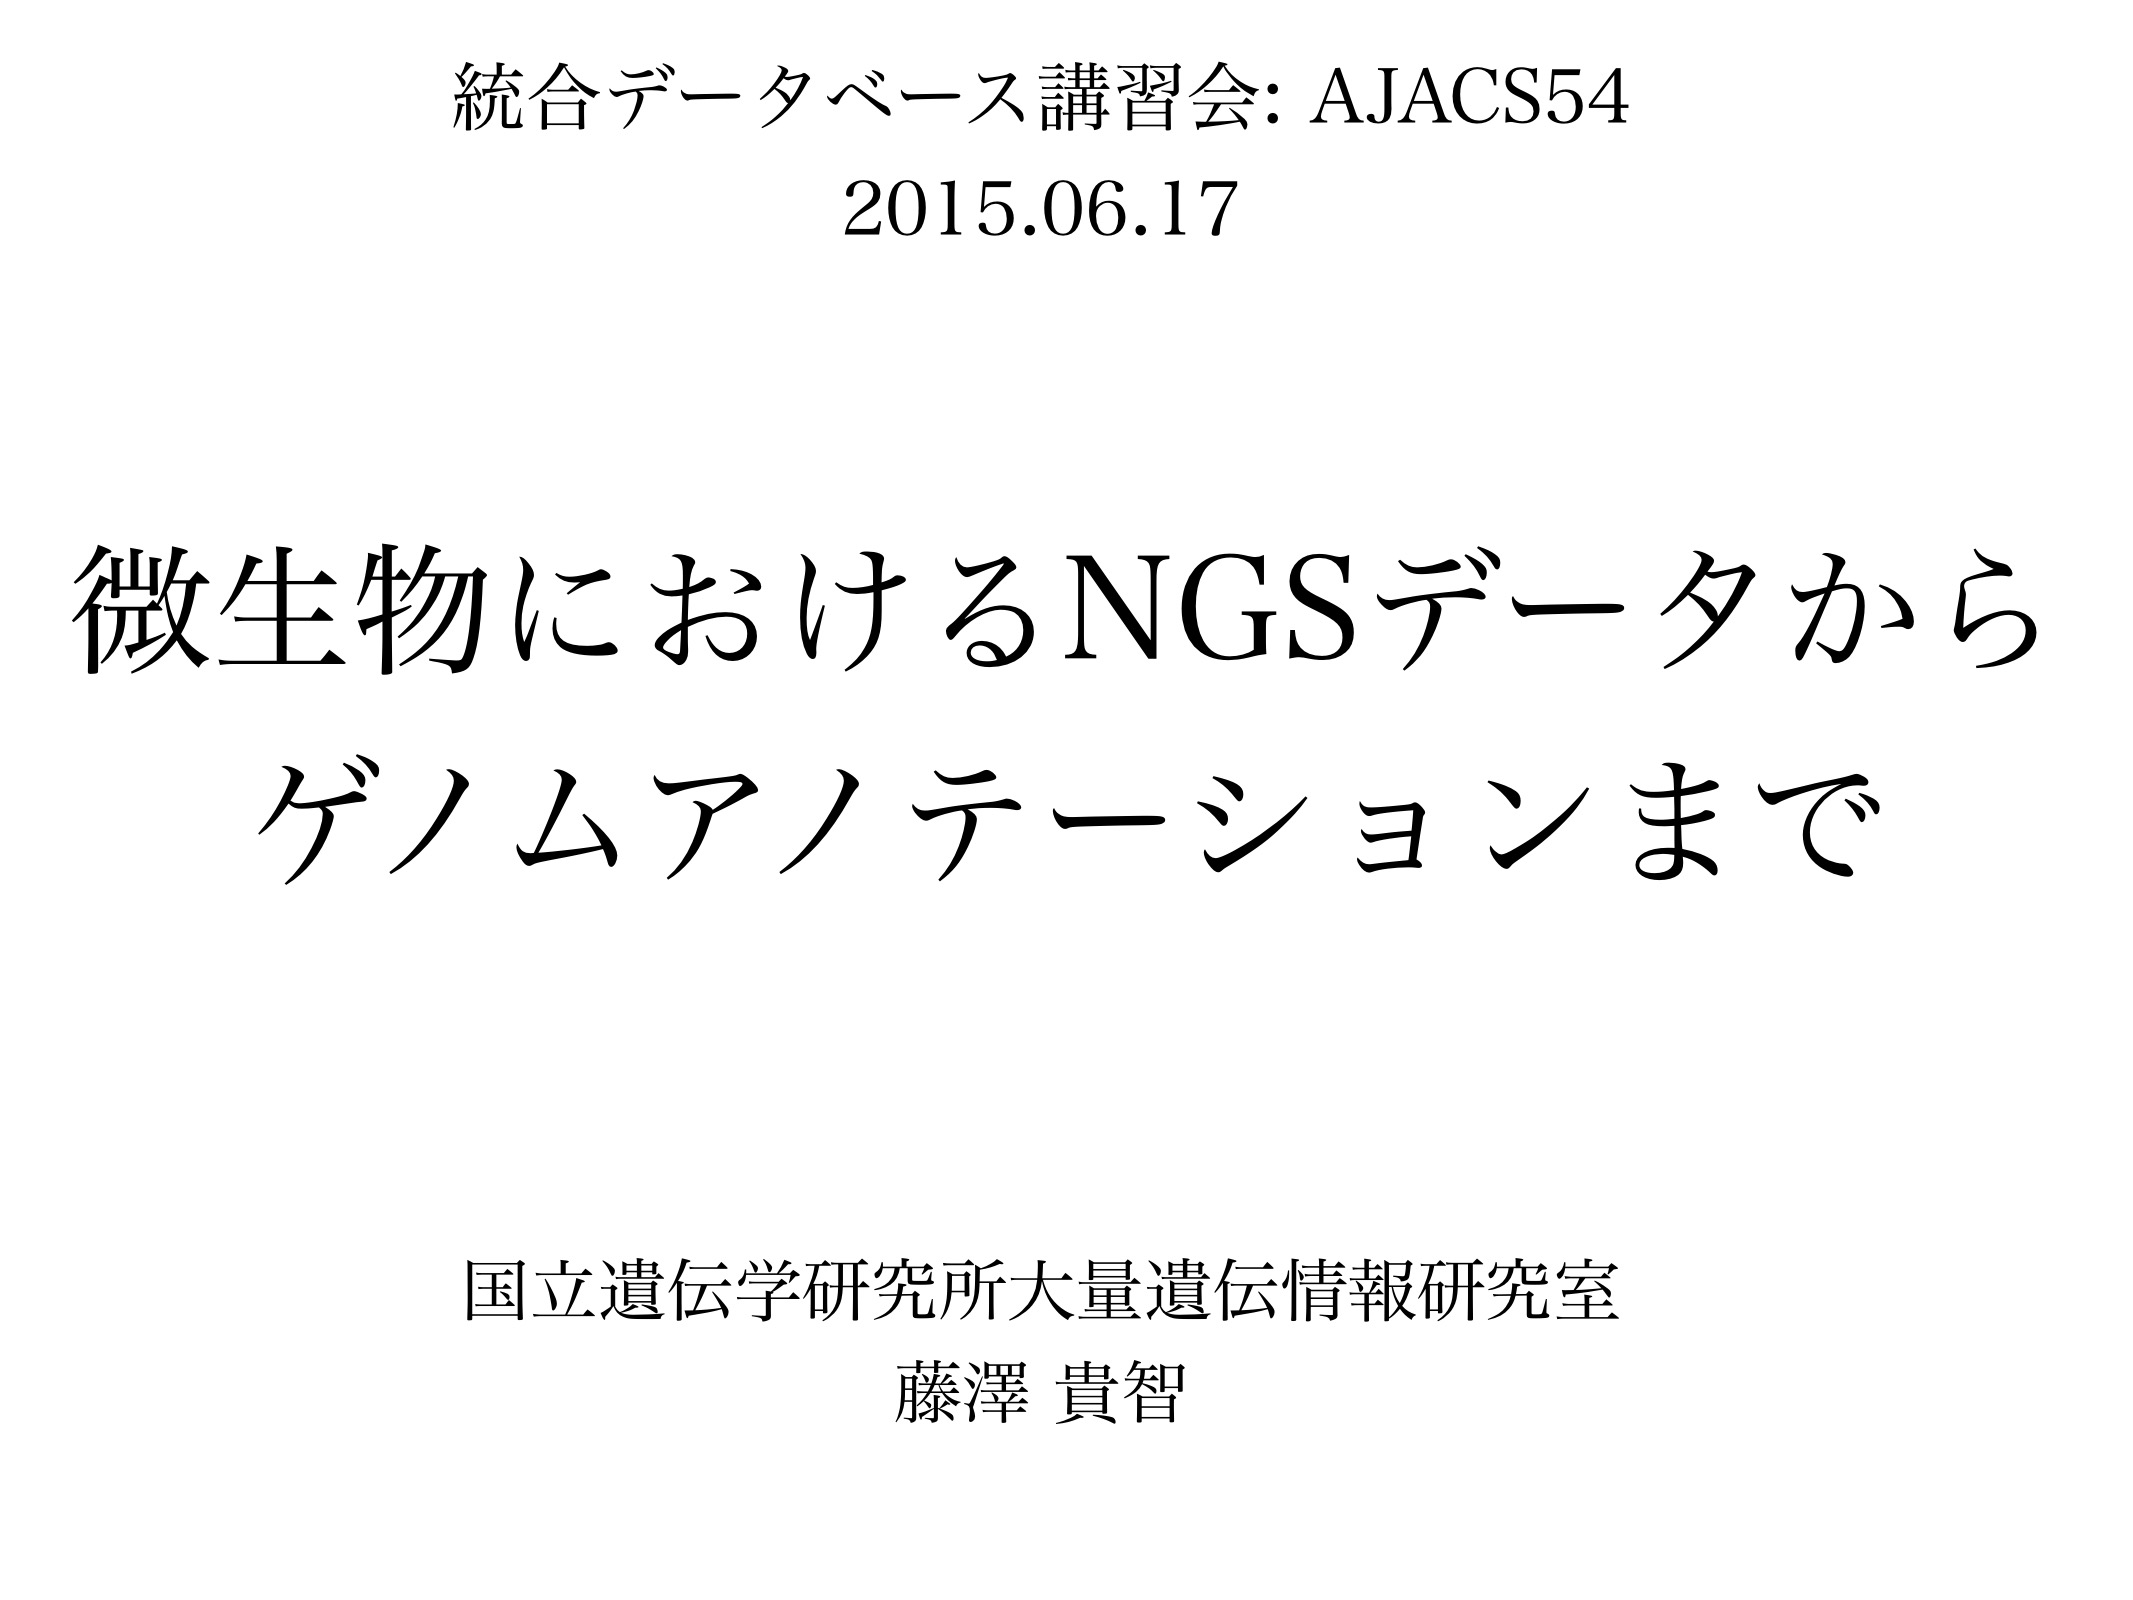 統合データベース講習会: AJACS54
2015.06.17
微生物におけるNGSデータから
ゲノムアノテーションまで
国立遺伝学研究所大量遺伝情報研究室
藤澤 貴智